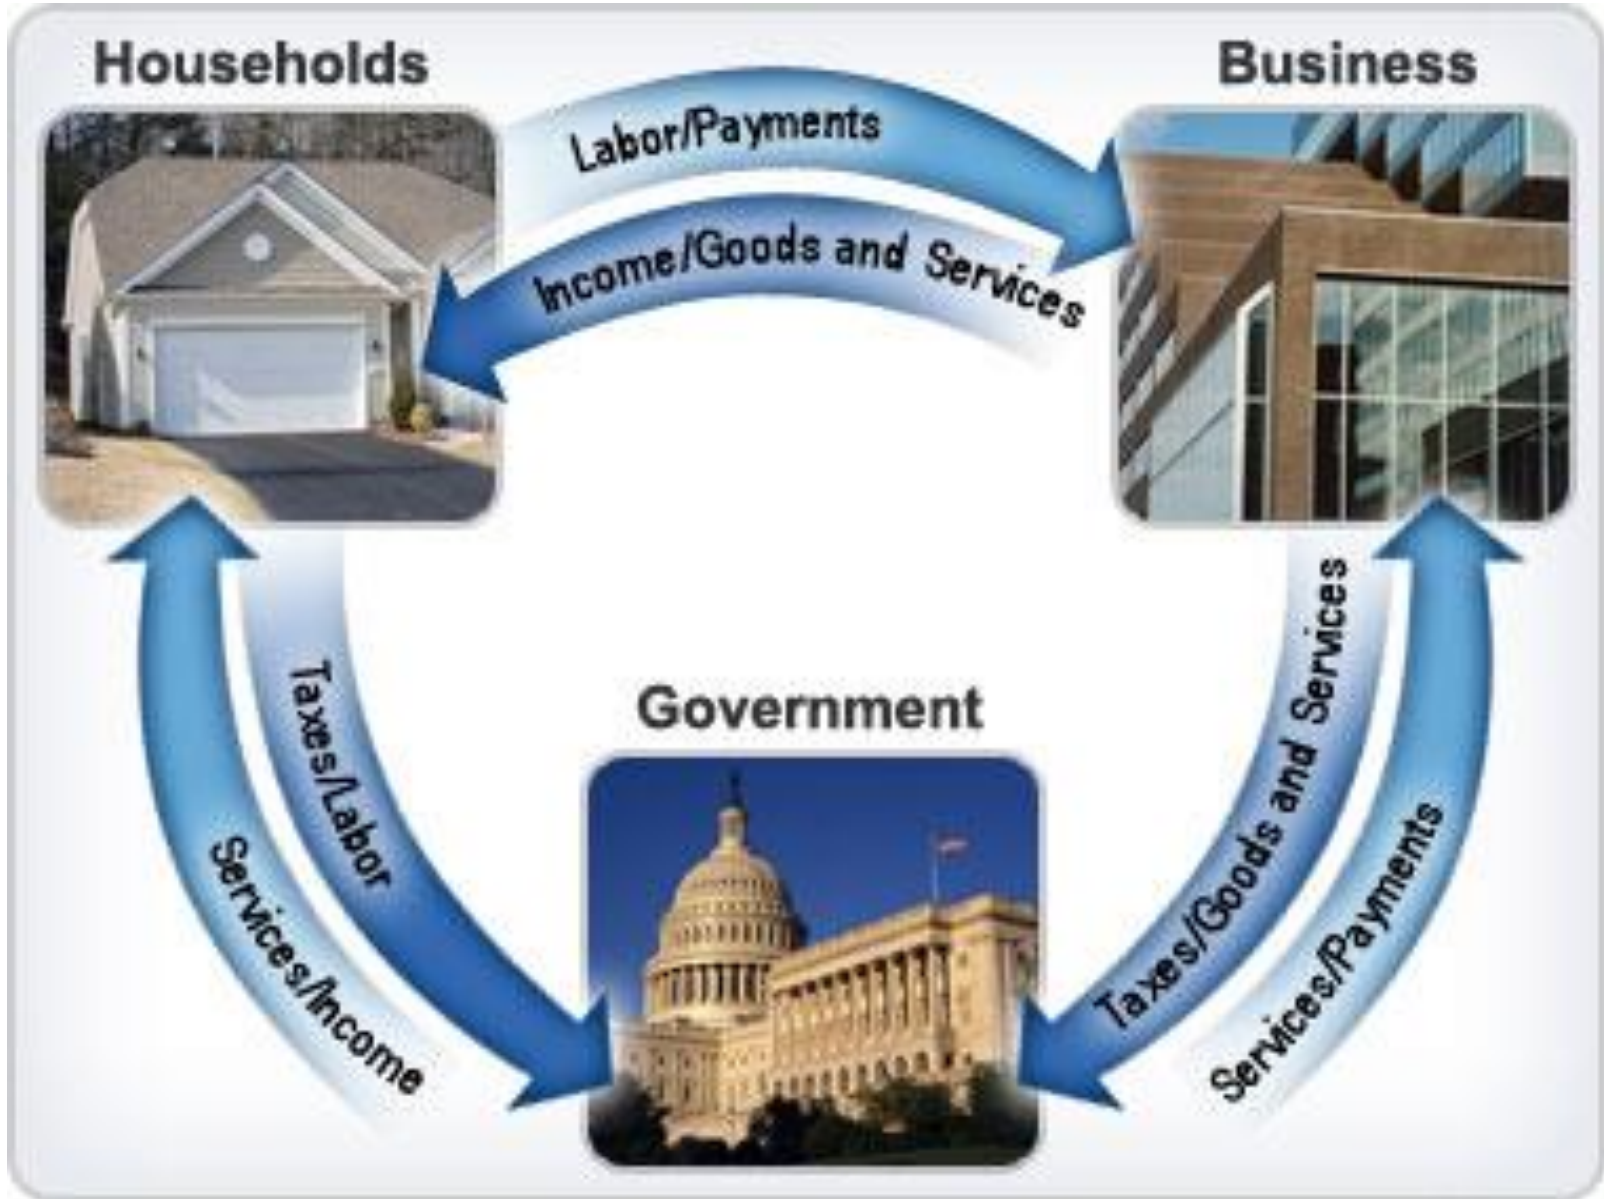 Households
Business
Labor/Payments
Income/Goods and Services
Taxes/Labor
Services/Income
Government
Taxes/Goods and Services
Services/Payments